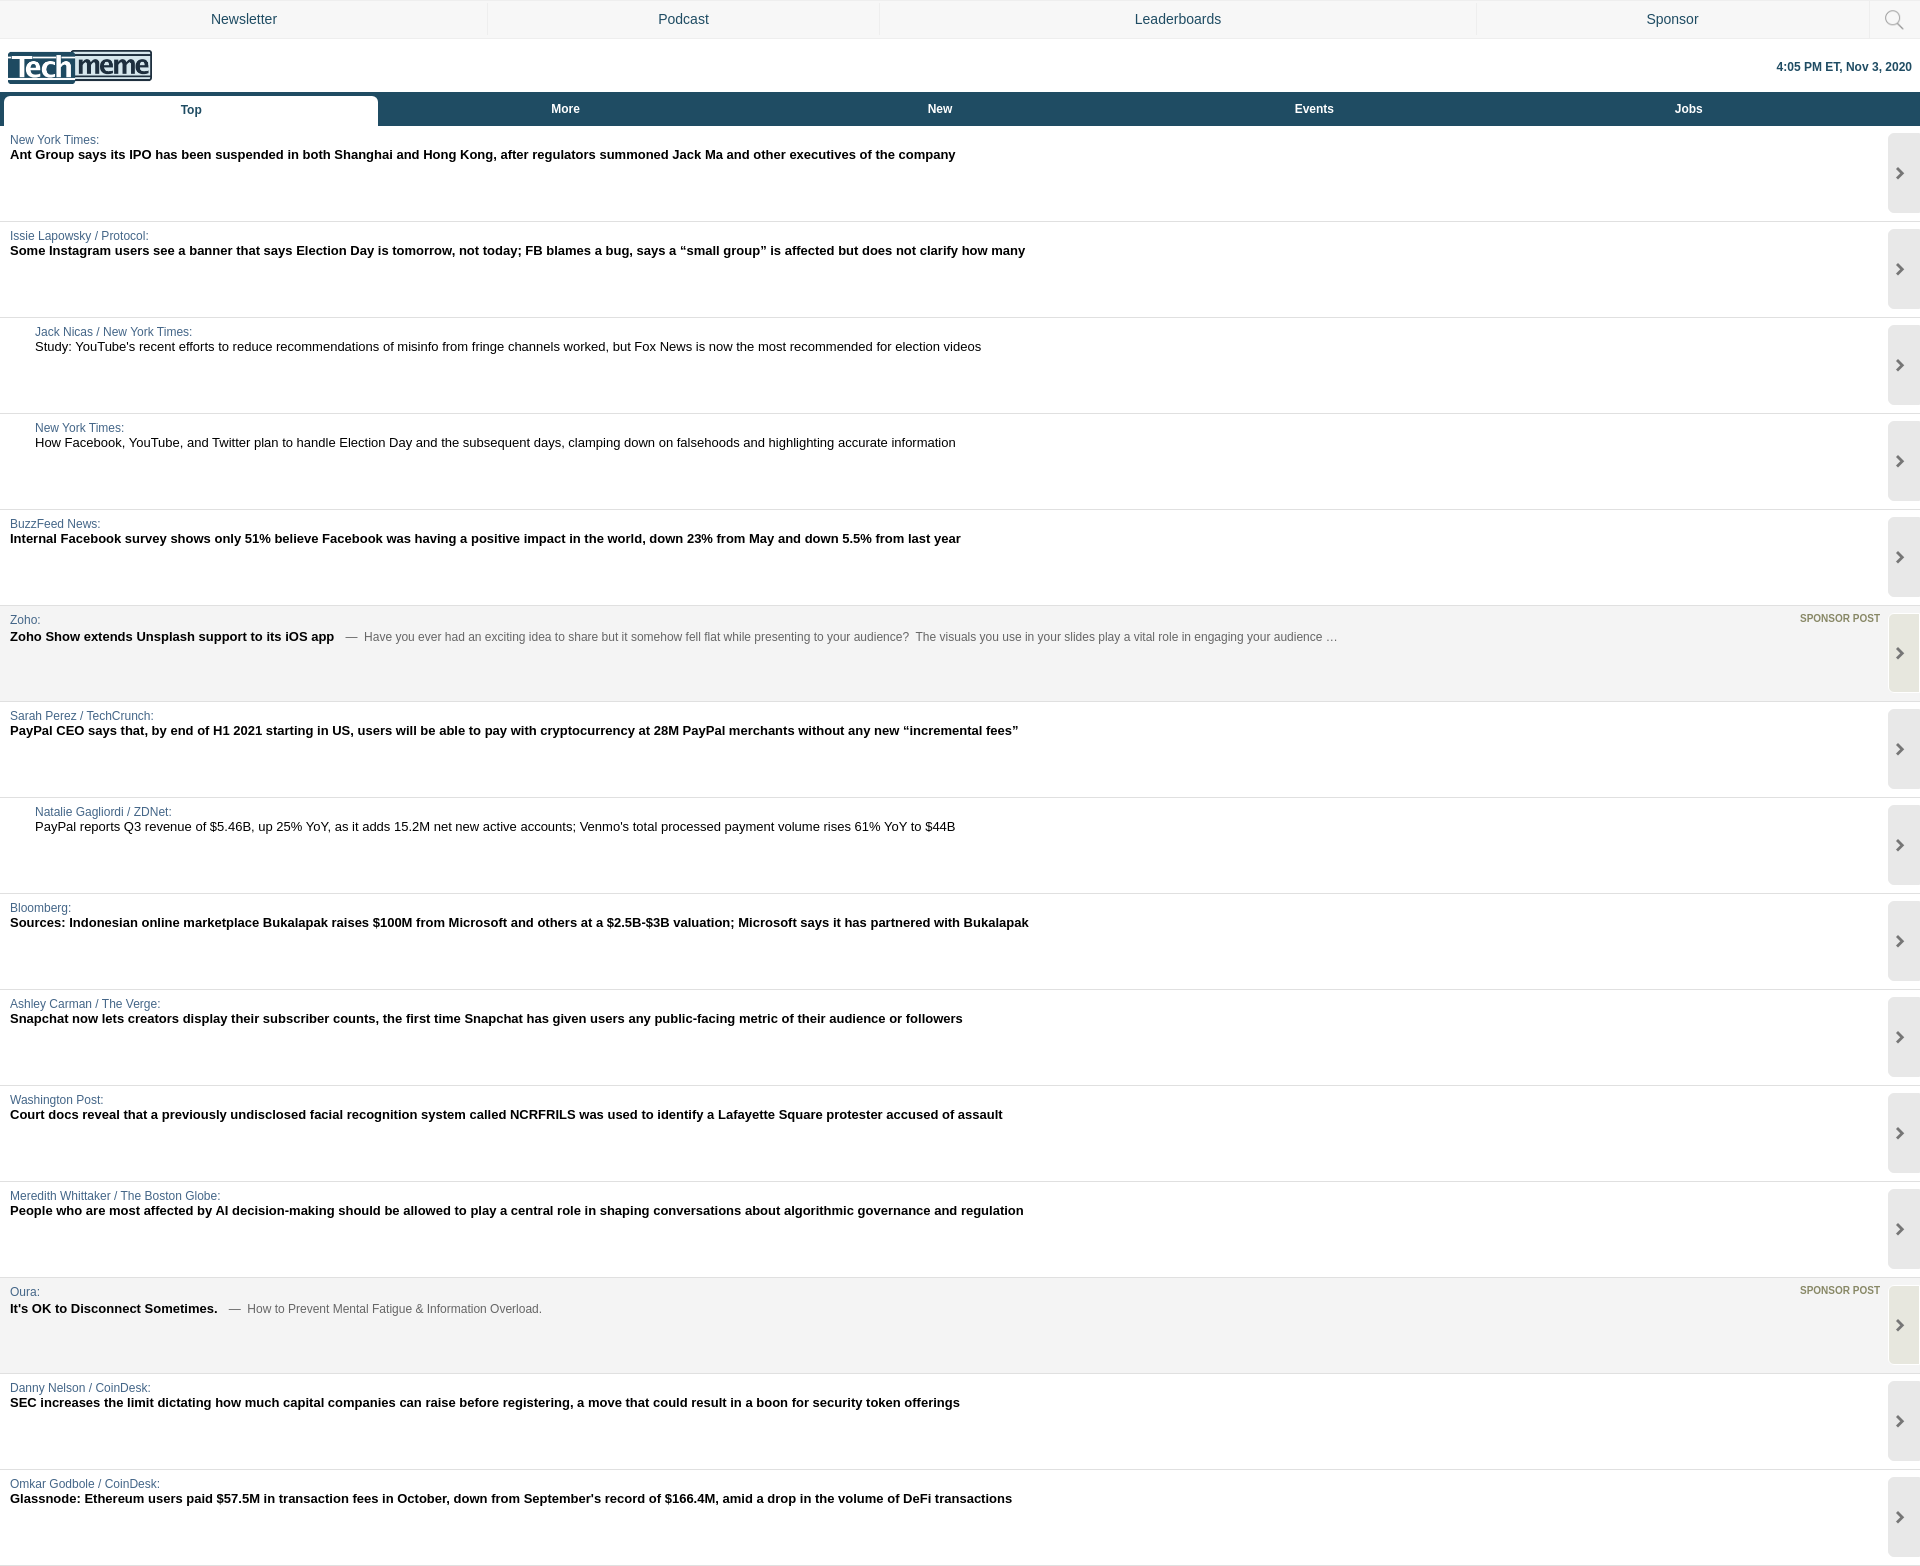 Newsletter
Podcast
Leaderboards
Sponsor
Techmeme
4:05 PM ET, Nov 3, 2020
Top
More
New
Events
Jobs
New York Times:
Ant Group says its IPO has been suspended in both Shanghai and Hong Kong, after regulators summoned Jack Ma and other executives of the company
Issie Lapowsky / Protocol:
Some Instagram users see a banner that says Election Day is tomorrow, not today; FB blames a bug, says a “small group” is affected but does not clarify how many
Jack Nicas / New York Times:
Study: YouTube's recent efforts to reduce recommendations of misinfo from fringe channels worked, but Fox News is now the most recommended for election videos
New York Times:
How Facebook, YouTube, and Twitter plan to handle Election Day and the subsequent days, clamping down on falsehoods and highlighting accurate information
BuzzFeed News:
Internal Facebook survey shows only 51% believe Facebook was having a positive impact in the world, down 23% from May and down 5.5% from last year
Zoho:
SPONSOR POST
Zoho Show extends Unsplash support to its iOS app — Have you ever had an exciting idea to share but it somehow fell flat while presenting to your audience? The visuals you use in your slides play a vital role in engaging your audience …
Sarah Perez / TechCrunch:
PayPal CEO says that, by end of H1 2021 starting in US, users will be able to pay with cryptocurrency at 28M PayPal merchants without any new “incremental fees”
Natalie Gagliordi / ZDNet:
PayPal reports Q3 revenue of $5.46B, up 25% YoY, as it adds 15.2M net new active accounts; Venmo's total processed payment volume rises 61% YoY to $44B
Bloomberg:
Sources: Indonesian online marketplace Bukalapak raises $100M from Microsoft and others at a $2.5B-$3B valuation; Microsoft says it has partnered with Bukalapak
Ashley Carman / The Verge:
Snapchat now lets creators display their subscriber counts, the first time Snapchat has given users any public-facing metric of their audience or followers
Washington Post:
Court docs reveal that a previously undisclosed facial recognition system called NCRFRILS was used to identify a Lafayette Square protester accused of assault
Meredith Whittaker / The Boston Globe:
People who are most affected by AI decision-making should be allowed to play a central role in shaping conversations about algorithmic governance and regulation
Oura:
SPONSOR POST
It's OK to Disconnect Sometimes. — How to Prevent Mental Fatigue & Information Overload.
Danny Nelson / CoinDesk:
SEC increases the limit dictating how much capital companies can raise before registering, a move that could result in a boon for security token offerings
Omkar Godbole / CoinDesk:
Glassnode: Ethereum users paid $57.5M in transaction fees in October, down from September's record of $166.4M, amid a drop in the volume of DeFi transactions